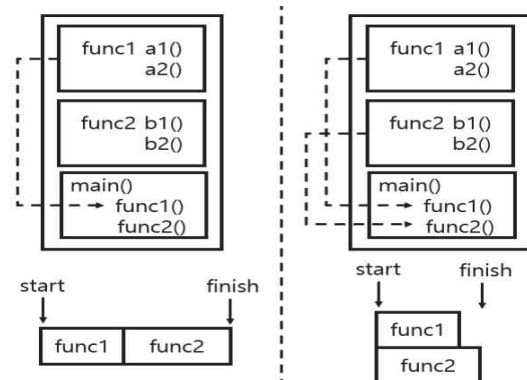 func1 a1()
a2()
func2 b1()
b2()
main()
func1()
func2()
start finish
func1 func2
func1 a1()
a2()
func2 b1()
b2()
main()
func1()
func2()
start finish
func1
func2